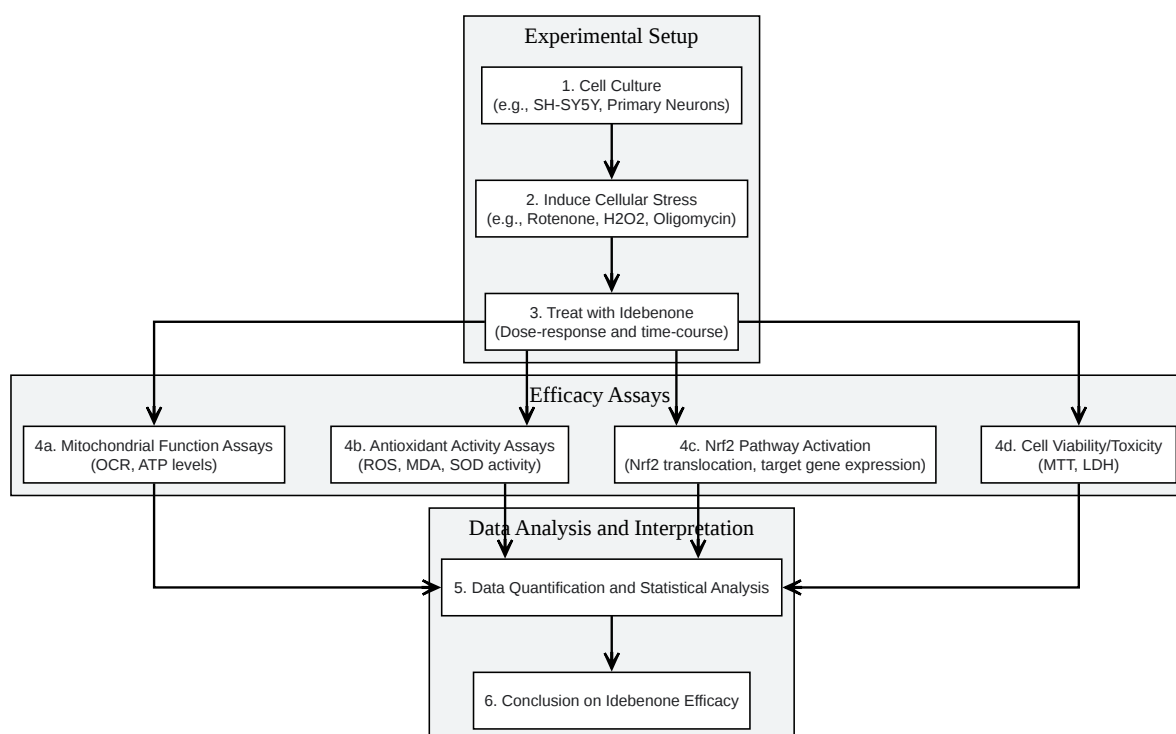 Experimental Setup
1. Cell Culture
(e.g., SH-SY5Y, Primary Neurons)
2. Induce Cellular Stress
(e.g., Rotenone, H2O2, Oligomycin)
3. Treat with Idebenone
(Dose-response and time-course)
Efficacy Assays
4a. Mitochondrial Function Assays
(OCR, ATP levels)
4b. Antioxidant Activity Assays
(ROS, MDA, SOD activity)
4c. Nrf2 Pathway Activation
(Nrf2 translocation, target gene expression)
4d. Cell Viability/Toxicity
(MTT, LDH)
Data Analysis and Interpretation
5. Data Quantification and Statistical Analysis
6. Conclusion on Idebenone Efficacy